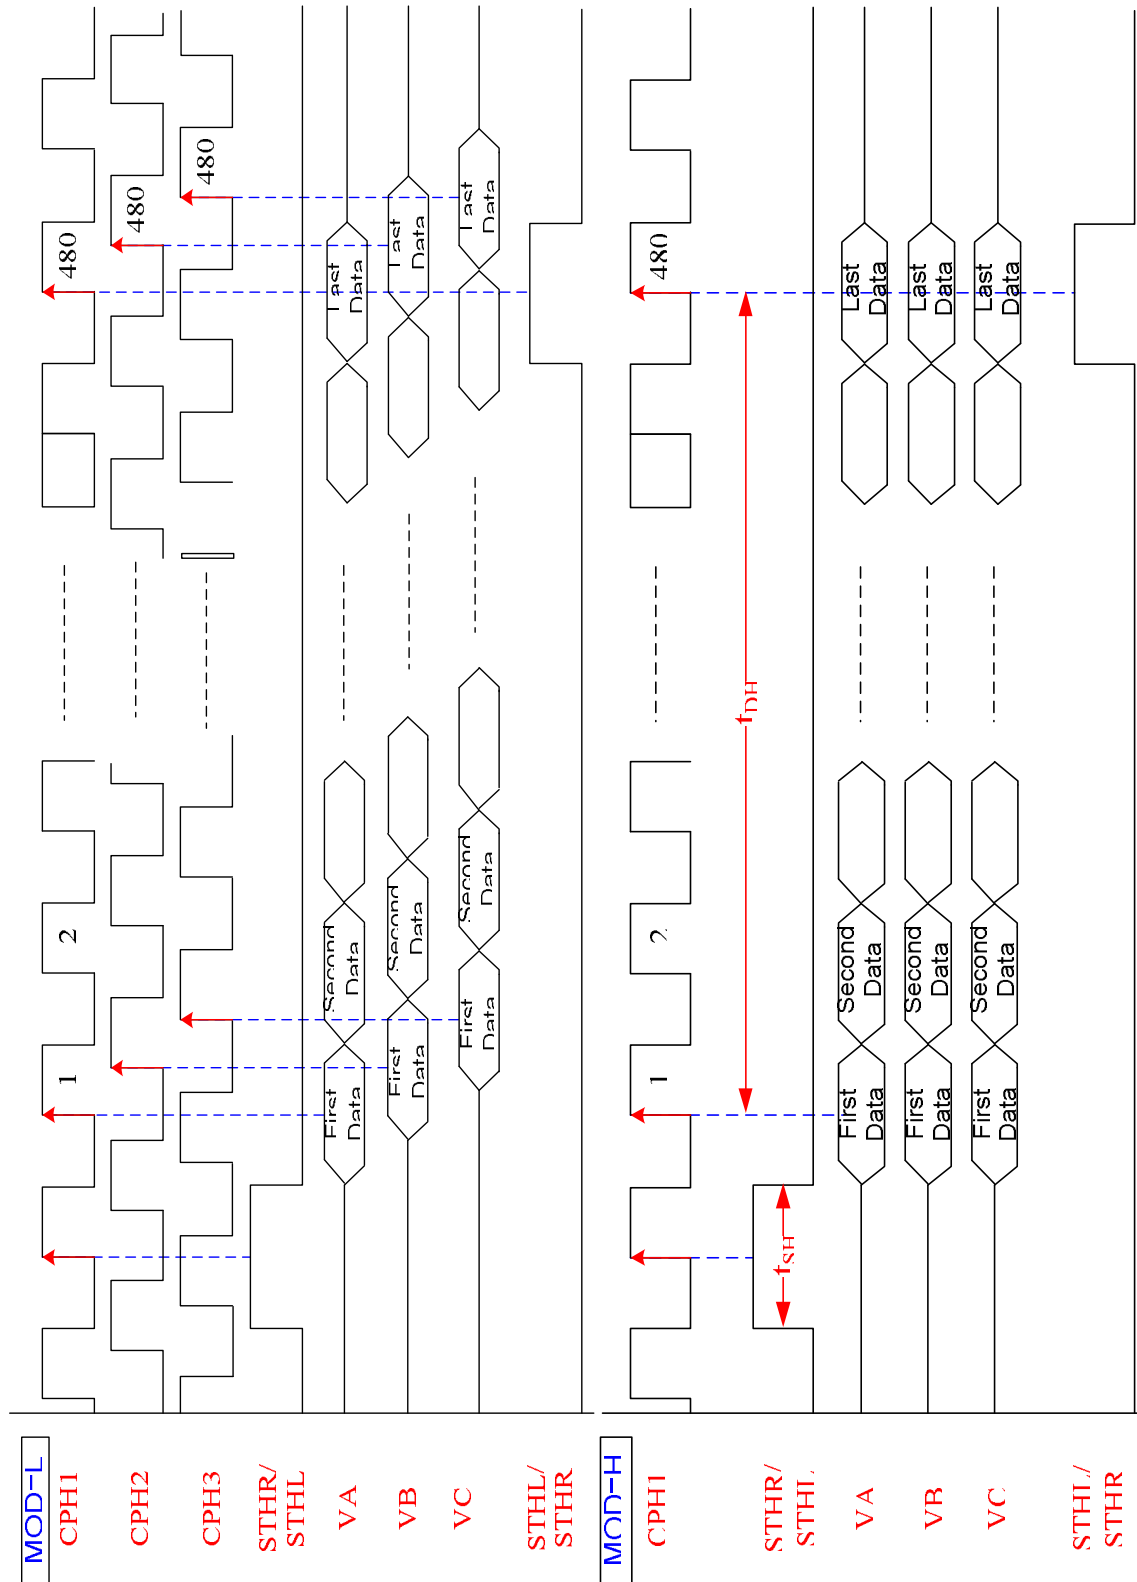 MOD-L
CPH1
1
2
480
CPH2
480
CPH3
480
STHR/
STHL
VA
First
Data
Second
Data
Last
Data
VB
First
Data
Second
Data
Last
Data
VC
First
Data
Second
Data
Last
Data
STHL/
STHR
MOD-H
CPH1
1
2
480
tDH
STHR/
STHL
tSH
VA
First
Data
Second
Data
Last
Data
VB
First
Data
Second
Data
Last
Data
VC
First
Data
Second
Data
Last
Data
STHL/
STHR